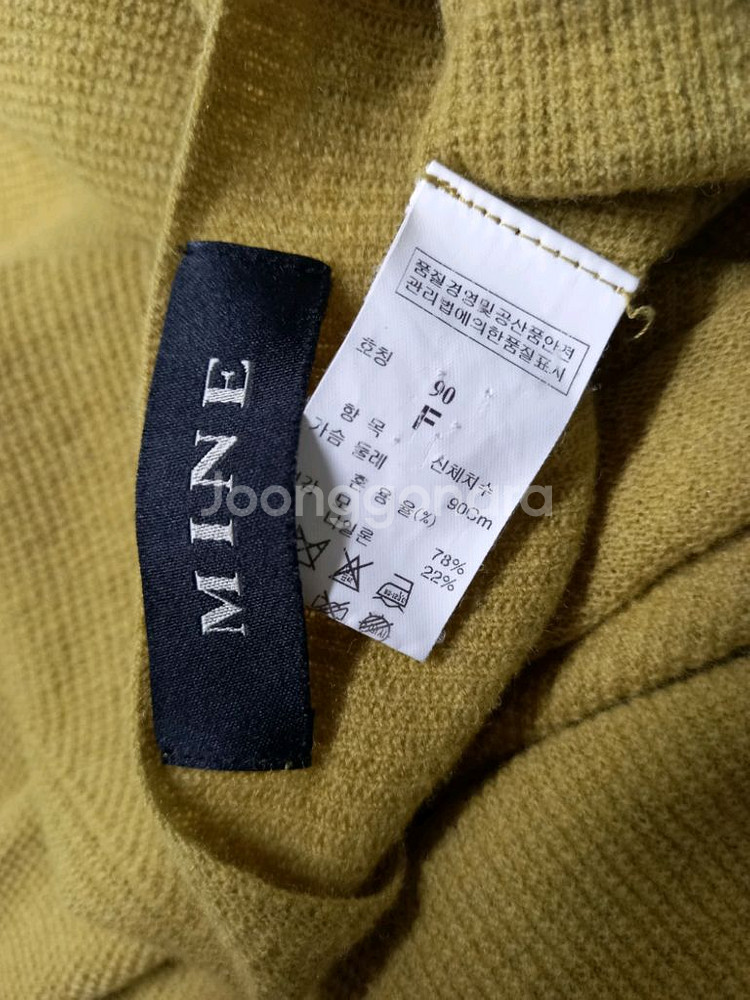 MINE
품질경영및공산품안전
관리법에의한품질표시
호칭
90
F
항 목
신체치수
가슴 둘레
90Cm
혼용율(%)
모
78%
22%
Joonggonara